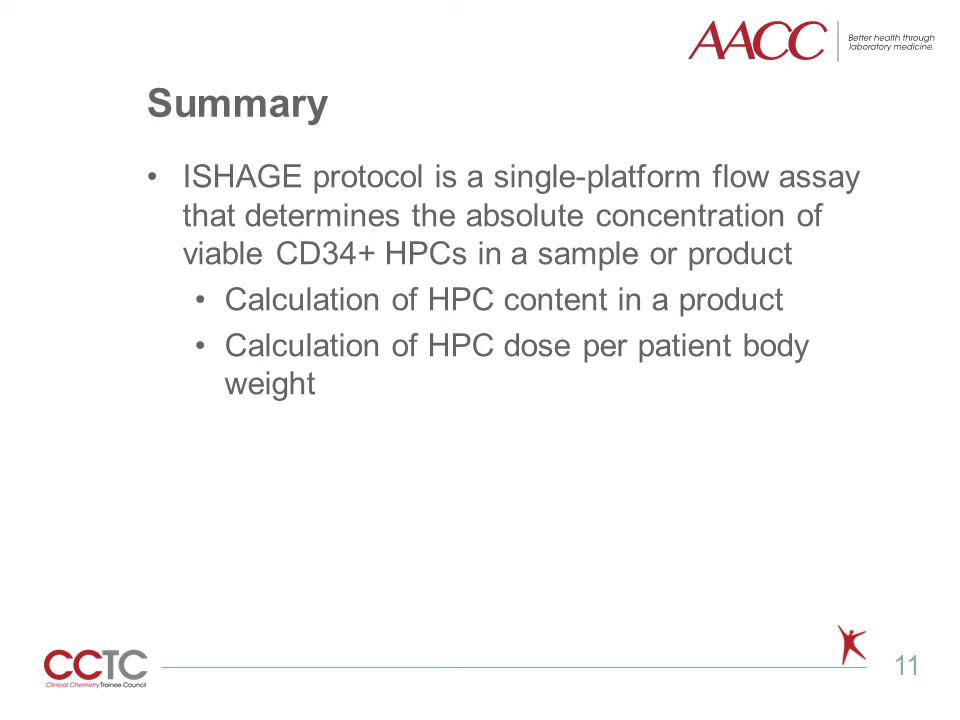 AACC
Better health through
laboratory medicine.
Summary
• ISHAGE protocol is a single-platform flow assay
that determines the absolute concentration of
viable CD34+ HPCs in a sample or product
• Calculation of HPC content in a product
• Calculation of HPC dose per patient body
weight
CCTC
Clinical Chemistry Trainee Council
11